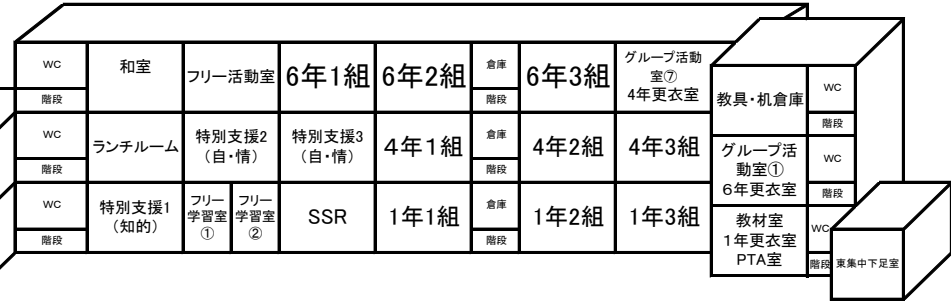 WC
階段
和室
フリー活動室
6年1組
6年2組
倉庫
階段
6年3組
グループ活動
室⑦
4年更衣室
教具・机倉庫
WC
階段
WC
階段
ランチルーム
特別支援2
(自・情)
特別支援3
(自・情)
4年1組
倉庫
階段
4年2組
4年3組
グループ活
動室①
6年更衣室
WC
階段
WC
階段
特別支援1
(知的)
フリー
学習室
①
フリー
学習室
②
SSR
1年1組
倉庫
階段
1年2組
1年3組
教材室
1年更衣室
PTA室
WC
階段
東集中下足室